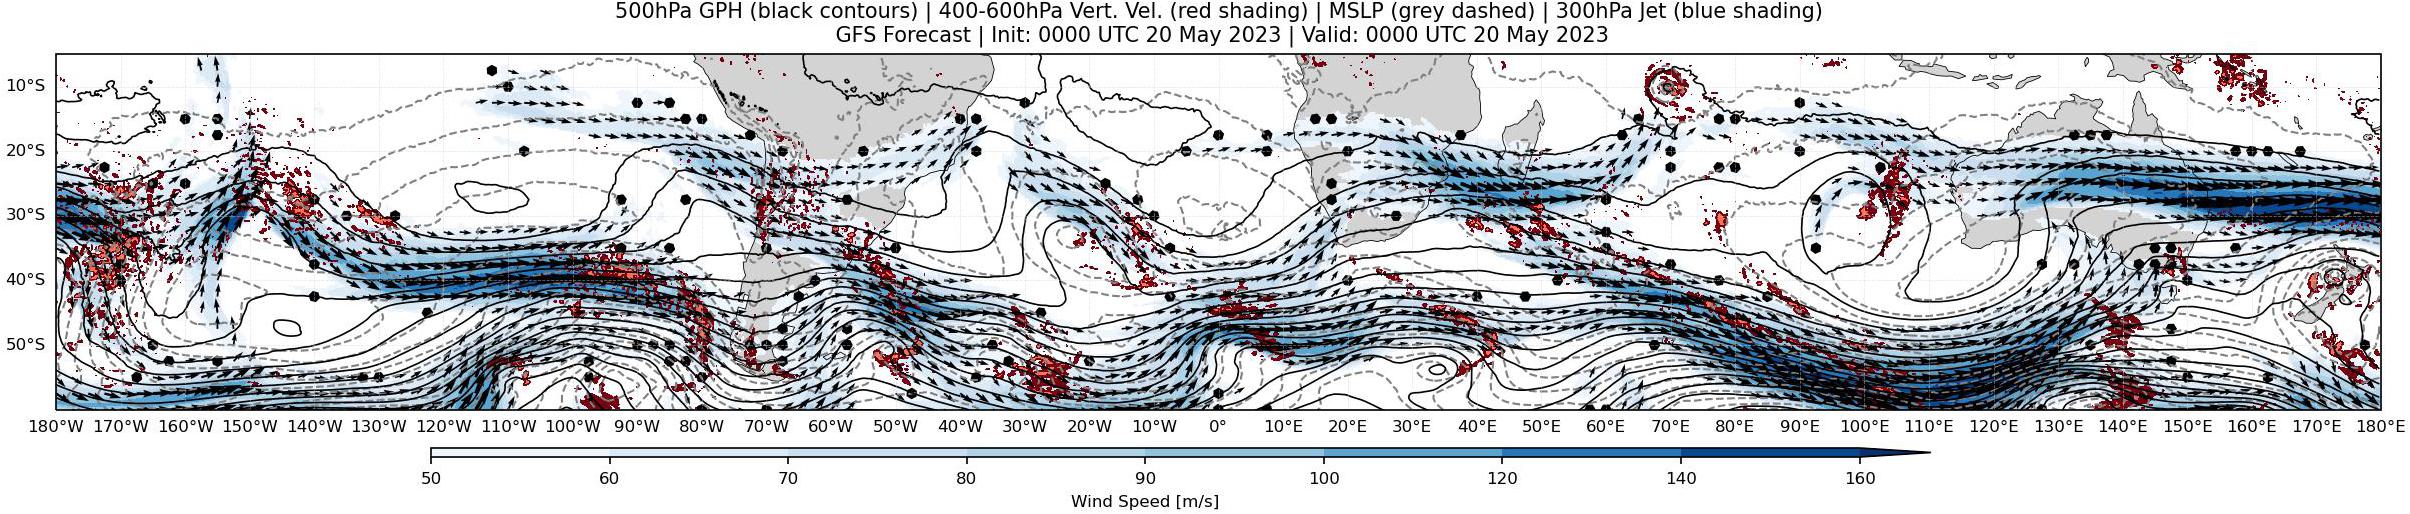 500hPa GPH (black contours) | 400-600hPa Vert. Vel. (red shading) | MSLP (grey dashed) | 300hPa Jet (blue shading)
GFS Forecast | Init: 0000 UTC 20 May 2023 | Valid: 0000 UTC 20 May 2023
10°S
20°S
30°S
40°S
50°S
180°W 170°W 160°W 150°W 140°W 130°W 120°W 110°W 100°W 90°W 80°W 70°W 60°W 50°W 40°W 30°W 20°W 10°W 0° 10°E 20°E 30°E 40°E 50°E 60°E 70°E 80°E 90°E 100°E 110°E 120°E 130°E 140°E 150°E 160°E 170°E 180°E
50 60 70 80 90 100 120 140 160
Wind Speed [m/s]